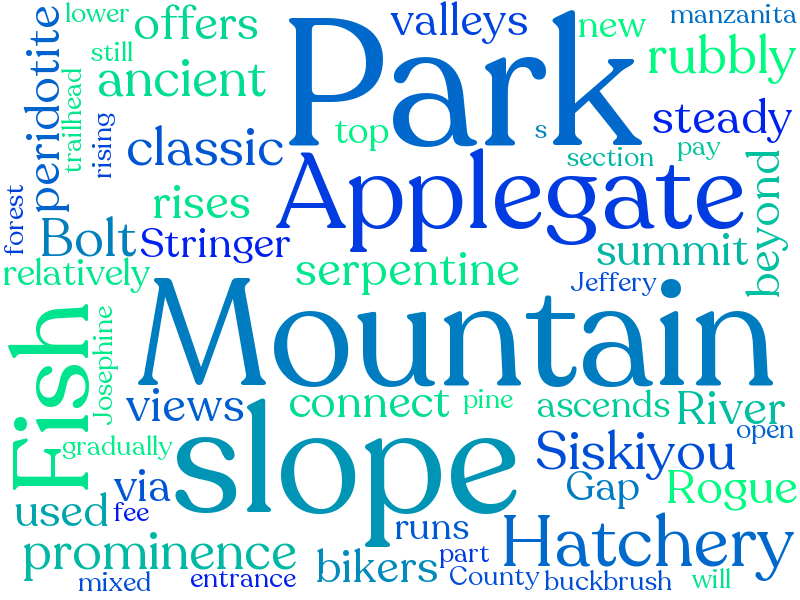 lower
offers
valleys
new
manzanita
peridotite
still
ancient
Park
rubbly
trailhead
rising
classic
top
s
section
pay
steady
forest
rises
Applegate
beyond
Bolt
Stringer
summit
relatively
serpentine
Jeffery
Mountain
Fish
Josephine
views
connect
pine
ascends
River
open
gradually
slope
Siskiyou
via
Gap
Rogue
used
fee
runs
Hatchery
prominence
bikers
part
County
mixed
entrance
buckbrush
will